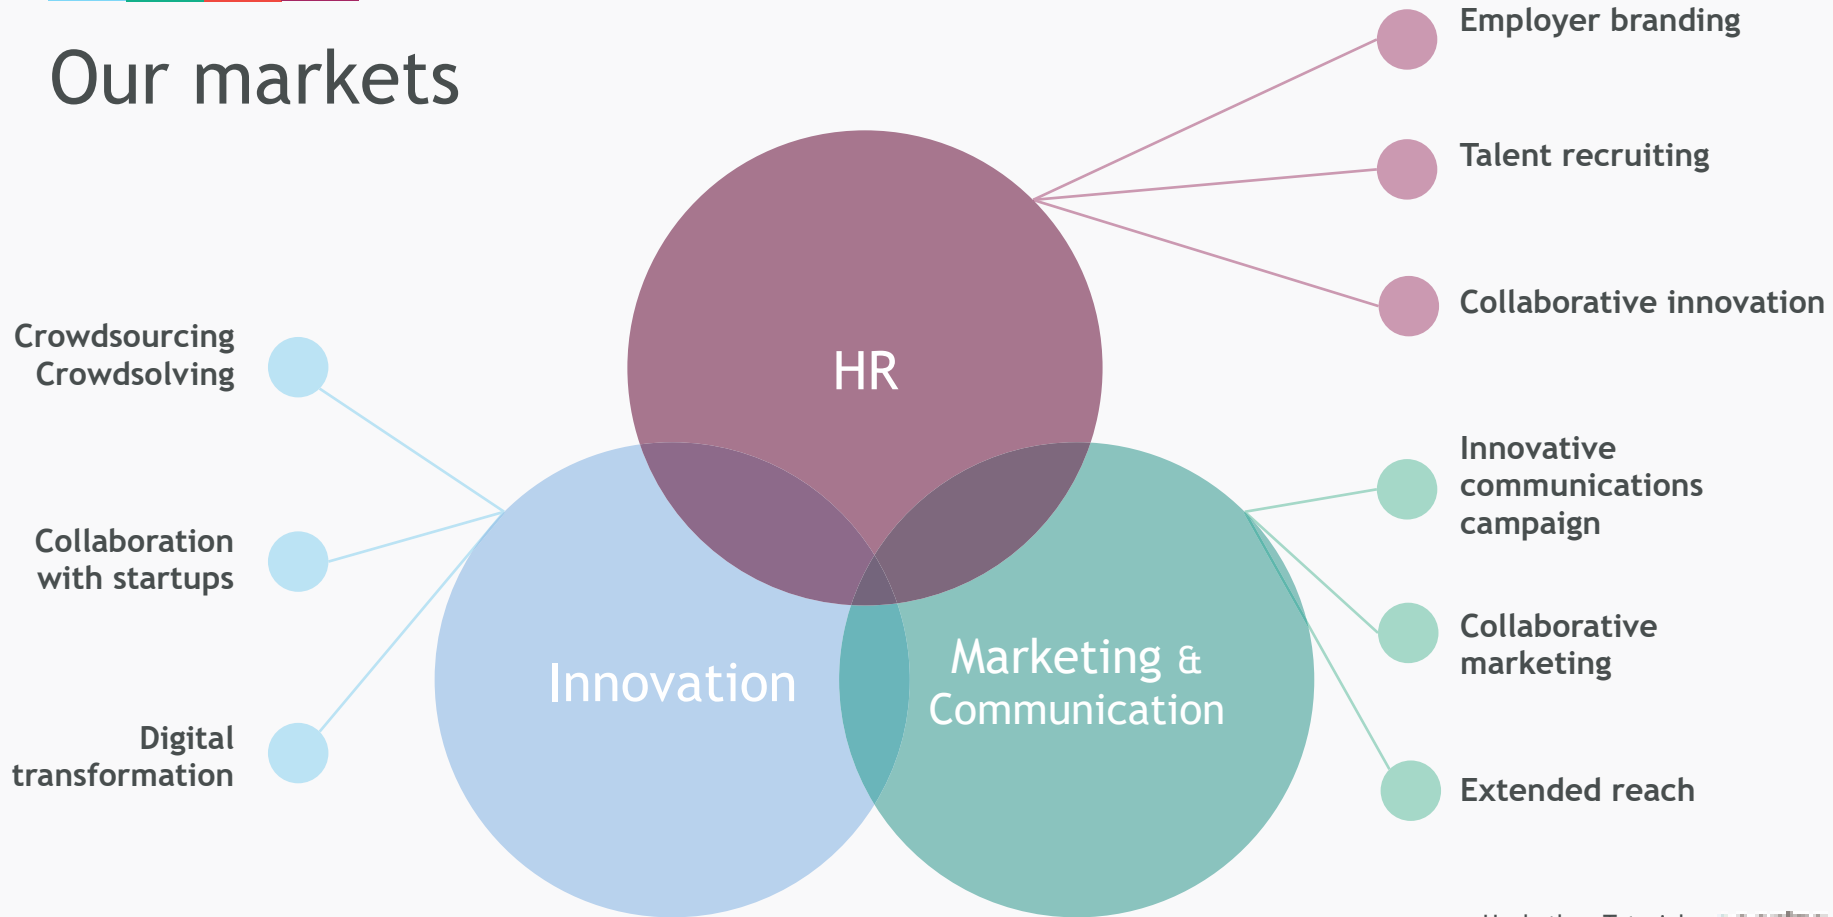 Our markets
Employer branding
Talent recruiting
Collaborative innovation
HR
Crowdsourcing
Crowdsolving
Collaboration
with startups
Digital
transformation
Innovation
Marketing &
Communication
Innovative
communications
campaign
Collaborative
marketing
Extended reach